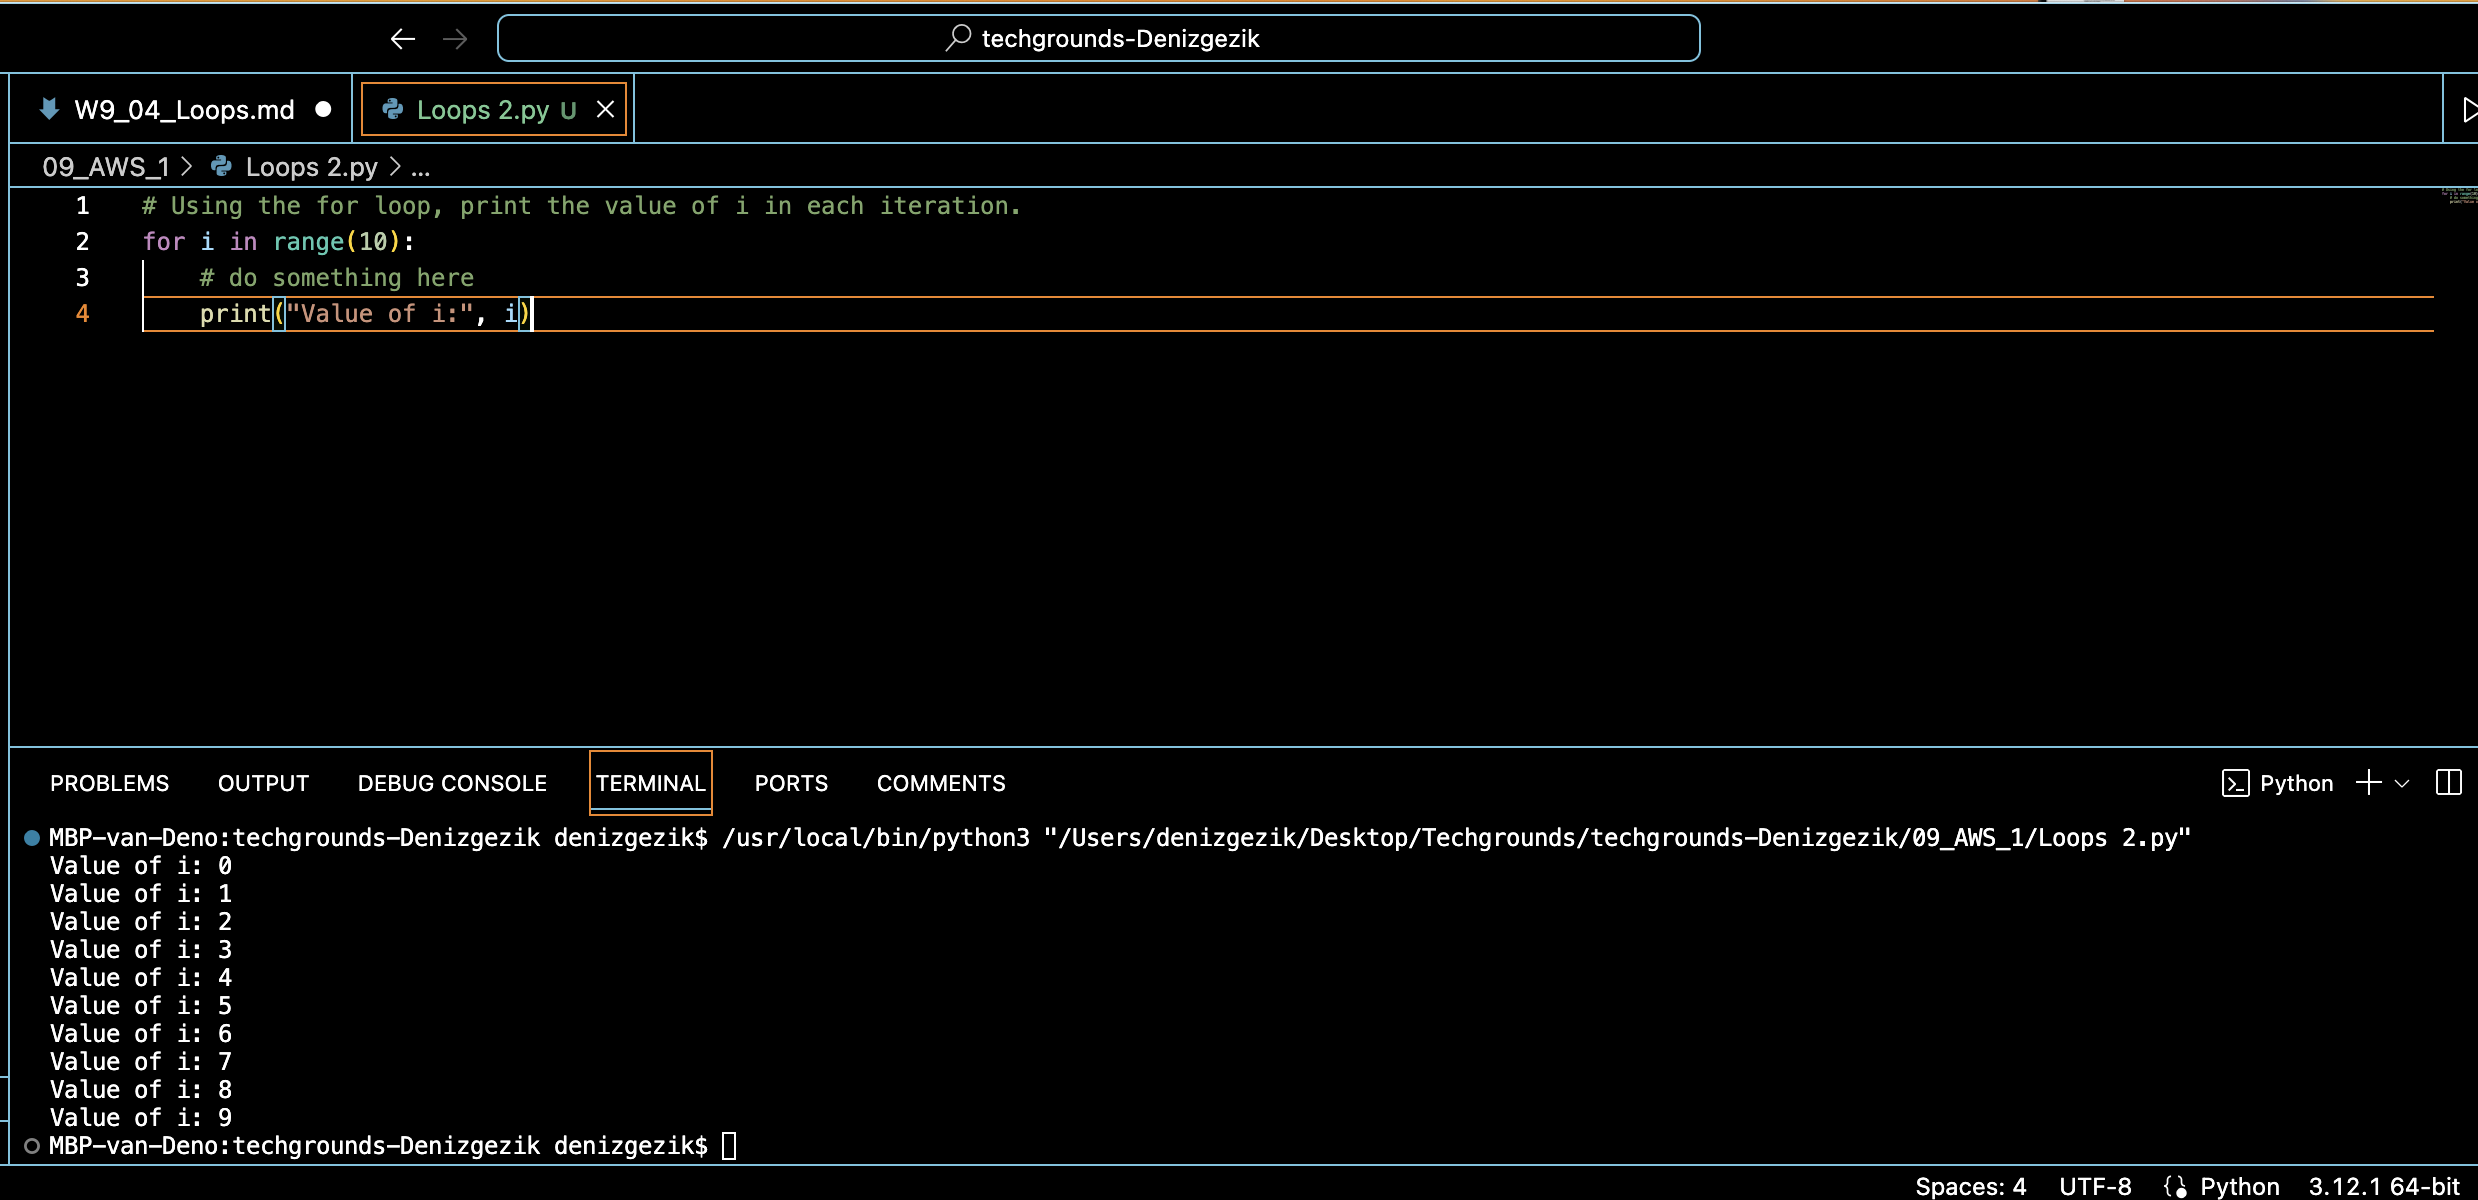 techgrounds-Denizgezik
W9_04_Loops.md
Loops 2.py U
09_AWS_1 > Loops 2.py > ...
1 # Using the for loop, print the value of i in each iteration.
2 for i in range(10):
3 # do something here
4 print("Value of i:", i)
PROBLEMS OUTPUT DEBUG CONSOLE TERMINAL PORTS COMMENTS Python
MBP-van-Deno:techgrounds-Denizgezik denizgezik$ /usr/local/bin/python3 "/Users/denizgezik/Desktop/Techgrounds/techgrounds-Denizgezik/09_AWS_1/Loops 2.py"
Value of i: 0
Value of i: 1
Value of i: 2
Value of i: 3
Value of i: 4
Value of i: 5
Value of i: 6
Value of i: 7
Value of i: 8
Value of i: 9
MBP-van-Deno:techgrounds-Denizgezik denizgezik$
Spaces: 4 UTF-8 Python 3.12.1 64-bit